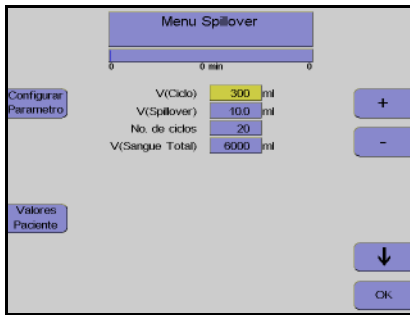 Menu Spillover
0 0 min 0
Configurar
Parametro
V(Ciclo) 300 ml
V(Spillover) 10.0 ml
No. de ciclos 20
V(Sangue Total) 6000 ml
+
-
Valores
Paciente
OK